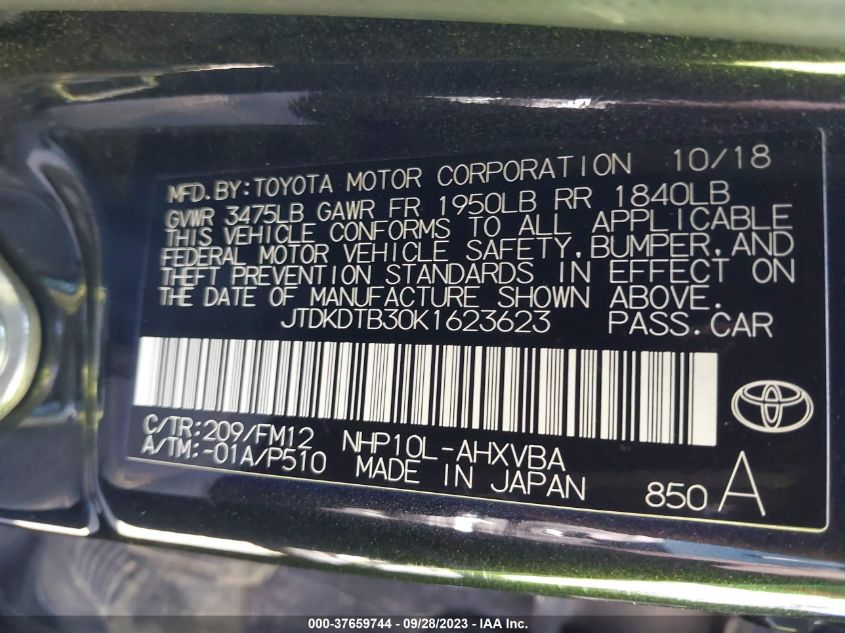 MFD.BY:TOYOTA MOTOR CORPORATION 10/18
GVWR 3475LB GAWR FR 1950LB RR 1840LB
THIS VEHICLE CONFORMS TO ALL APPLICABLE
FEDERAL MOTOR VEHICLE SAFETY,BUMPER,AND
THEFT PREVENTION STANDARDS IN EFFECT ON
THE DATE OF MANUFACTURE SHOWN ABOVE.
JTDKDTB30K1623623 PASS.CAR
C/TR:209/FM12 NHP10L-AHXVBA
A/TM:-01A/P510 MADE IN JAPAN 850A
000-37659744 - 09/28/2023 - IAA Inc.